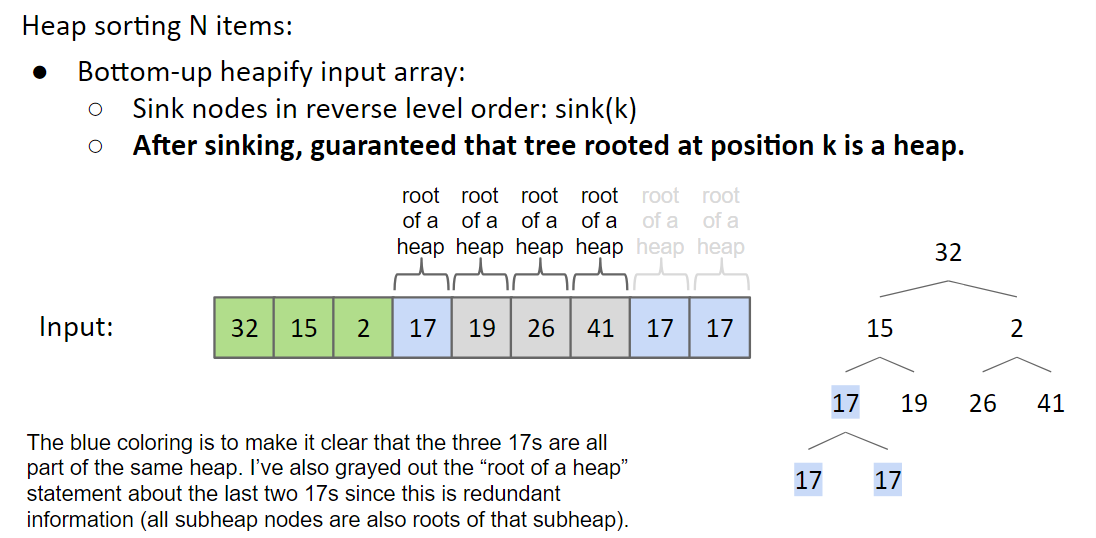 Heap sorting N items:
● Bottom-up heapify input array:
○ Sink nodes in reverse level order: sink(k)
○ After sinking, guaranteed that tree rooted at position k is a heap.
root root root root root root
of a of a of a of a of a of a
heap heap heap heap heap heap
Input: 32 15 2 17 19 26 41 17 17
32
15 2
17 19 26 41
17 17
The blue coloring is to make it clear that the three 17s are all
part of the same heap. I’ve also grayed out the “root of a heap”
statement about the last two 17s since this is redundant
information (all subheap nodes are also roots of that subheap).